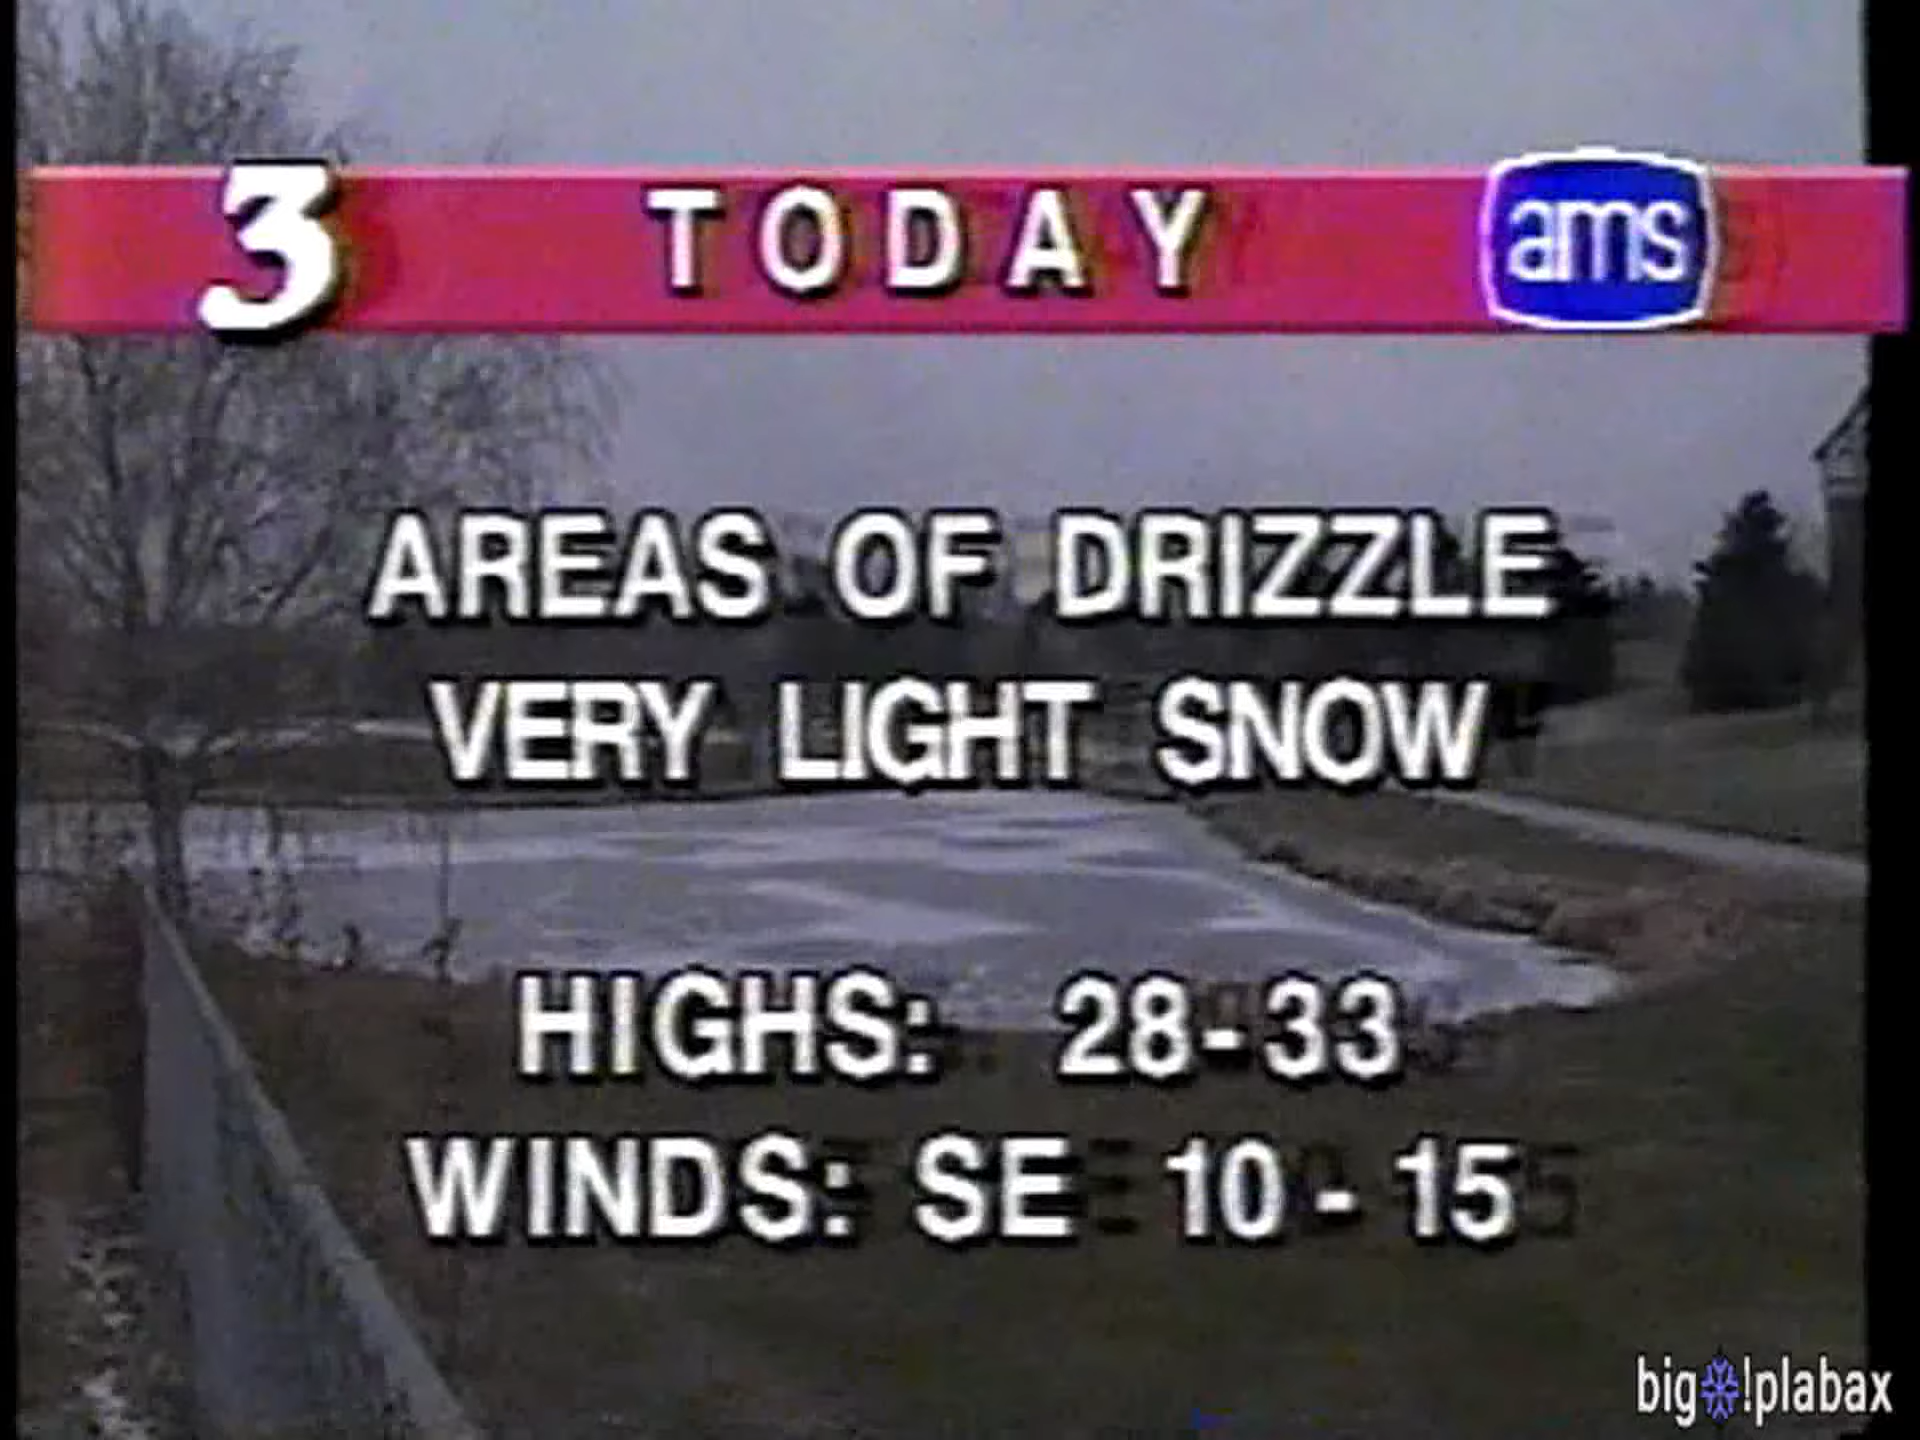 3 TODAY ams
AREAS OF DRIZZLE
VERY LIGHT SNOW
HIGHS: 28-33
WINDS: SE 10-15
big!plabax